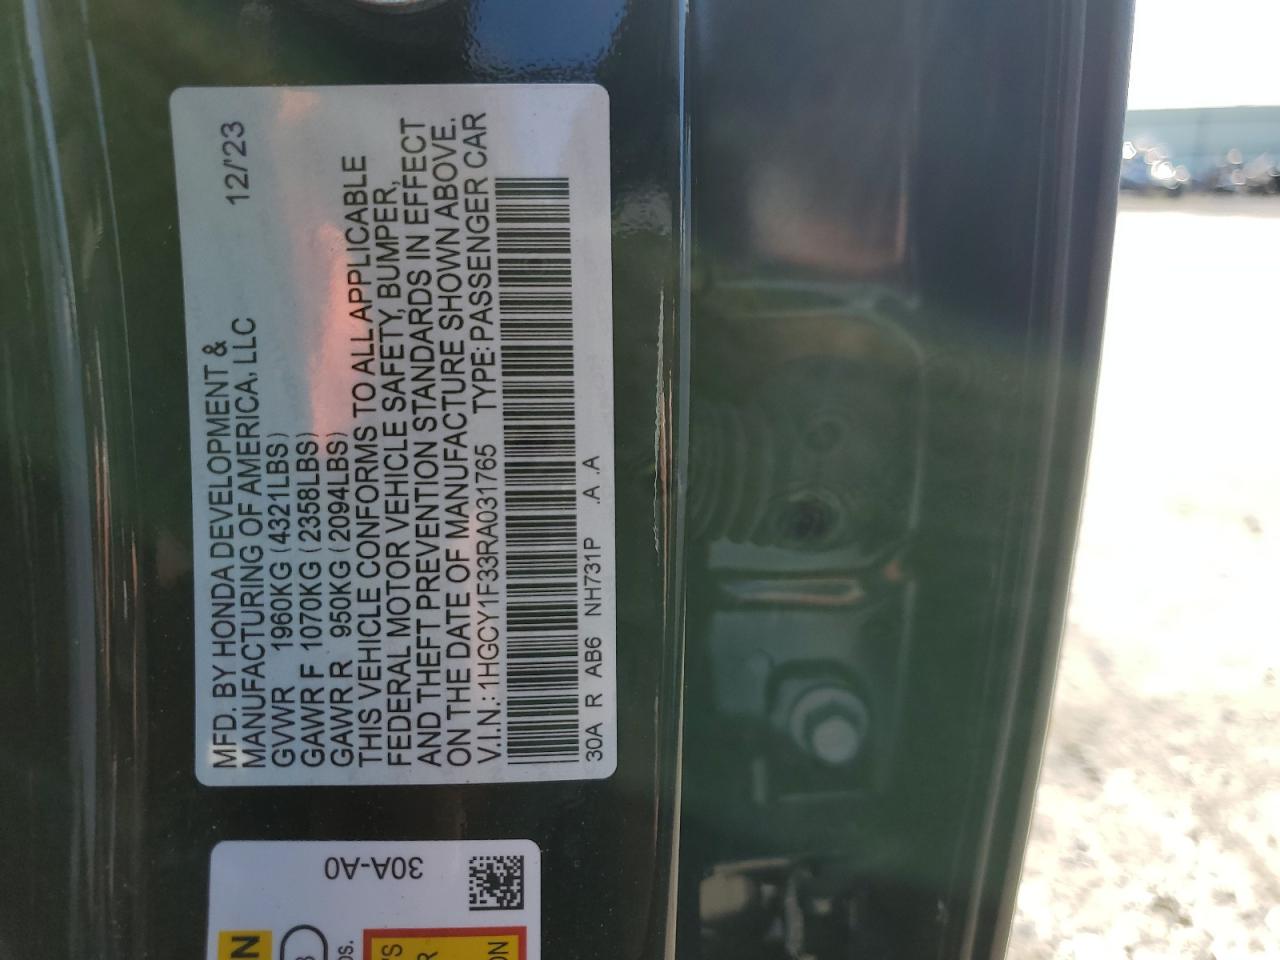 MFD. BY HONDA DEVELOPMENT &
MANUFACTURING OF AMERICA, LLC 12/'23
GVWR 1960KG (4321LBS)
GAWR F 1070KG (2358LBS)
GAWR R 950KG (2094LBS)
THIS VEHICLE CONFORMS TO ALL APPLICABLE
FEDERAL MOTOR VEHICLE SAFETY, BUMPER,
AND THEFT PREVENTION STANDARDS IN EFFECT
ON THE DATE OF MANUFACTURE SHOWN ABOVE.
V.I.N.: 1HGCY1F33RA031765 TYPE: PASSENGER CAR
30A R AB6 NH731P .A .A
30A-A0